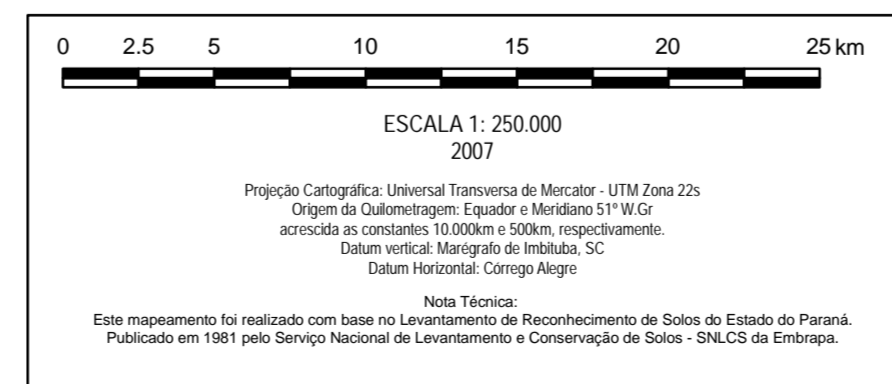 0 2.5 5 10 15 20 25 km
ESCALA 1: 250.000
2007
Projeção Cartográfica: Universal Transversa de Mercator - UTM Zona 22s
Origem da Quilometragem: Equador e Meridiano 51º W.Gr
acrescida as constantes 10.000km e 500km, respectivamente.
Datum vertical: Marégrafo de Imbituba, SC
Datum Horizontal: Córrego Alegre
Nota Técnica:
Este mapeamento foi realizado com base no Levantamento de Reconhecimento de Solos do Estado do Paraná.
Publicado em 1981 pelo Serviço Nacional de Levantamento e Conservação de Solos - SNLCS da Embrapa.